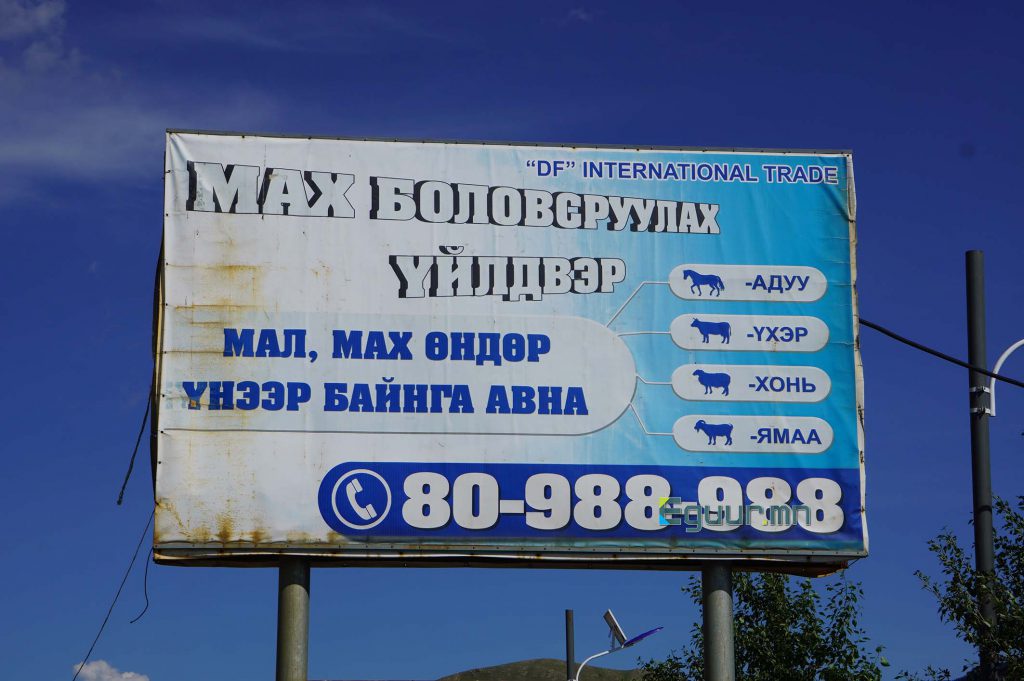 "DF" INTERNATIONAL TRADE
МАХ БОЛОВСРУУЛАХ
ҮЙЛДВЭР
МАЛ, МАХ ӨНДӨР
ҮНЭЭР БАЙНГА АВНА
-АДУУ
-ҮХЭР
-ХОНЬ
-ЯМАА
80-988-988
Eguur.mn